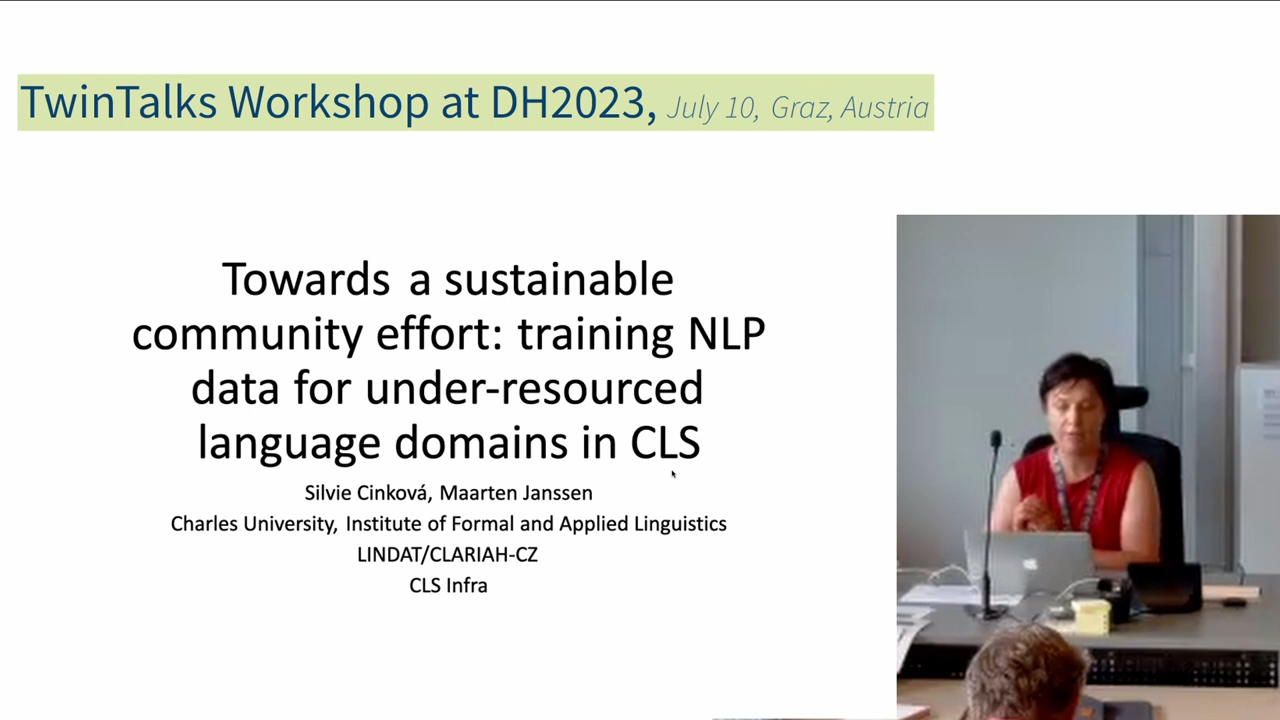 TwinTalks Workshop at DH2023, July 10, Graz, Austria
Towards a sustainable
community effort: training NLP
data for under-resourced
language domains in CLS
Silvie Cinková, Maarten Janssen
Charles University, Institute of Formal and Applied Linguistics
LINDAT/CLARIAH-CZ
CLS Infra